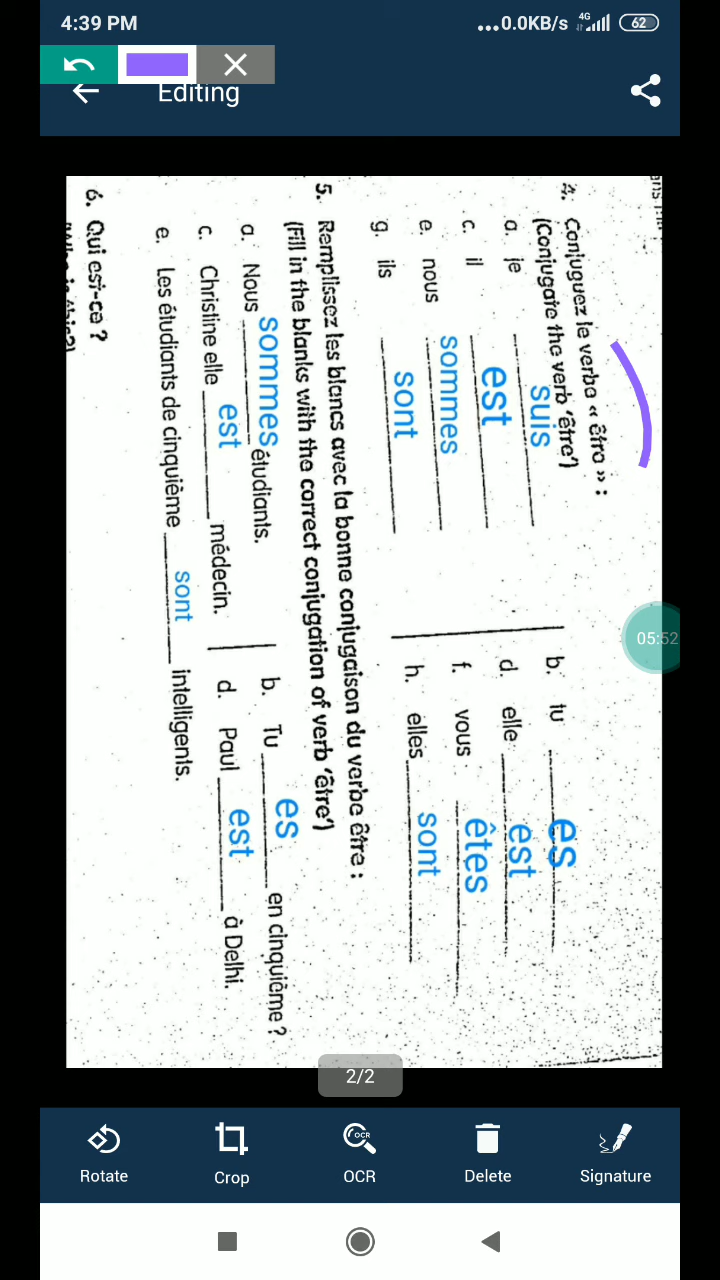 4:39 PM ...0.0KB/s 4G 62
Editing
4. Conjuguez le verbe « être » :
(Conjugate the verb 'être')
a. je suis b. tu es
c. il est d. elle est
e. nous sommes f. vous êtes
g. ils sont h. elles sont
5. Remplissez les blancs avec la bonne conjugaison du verbe être :
(Fill in the blanks with the correct conjugation of verb 'être')
a. Nous sommes étudiants. b. Tu es en cinquième ?
c. Christine elle est médecin. d. Paul est à Delhi.
e. Les étudiants de cinquième sont intelligents.
6. Qui est-ce ?
05:52
2/2
OCR
Rotate Crop OCR Delete Signature